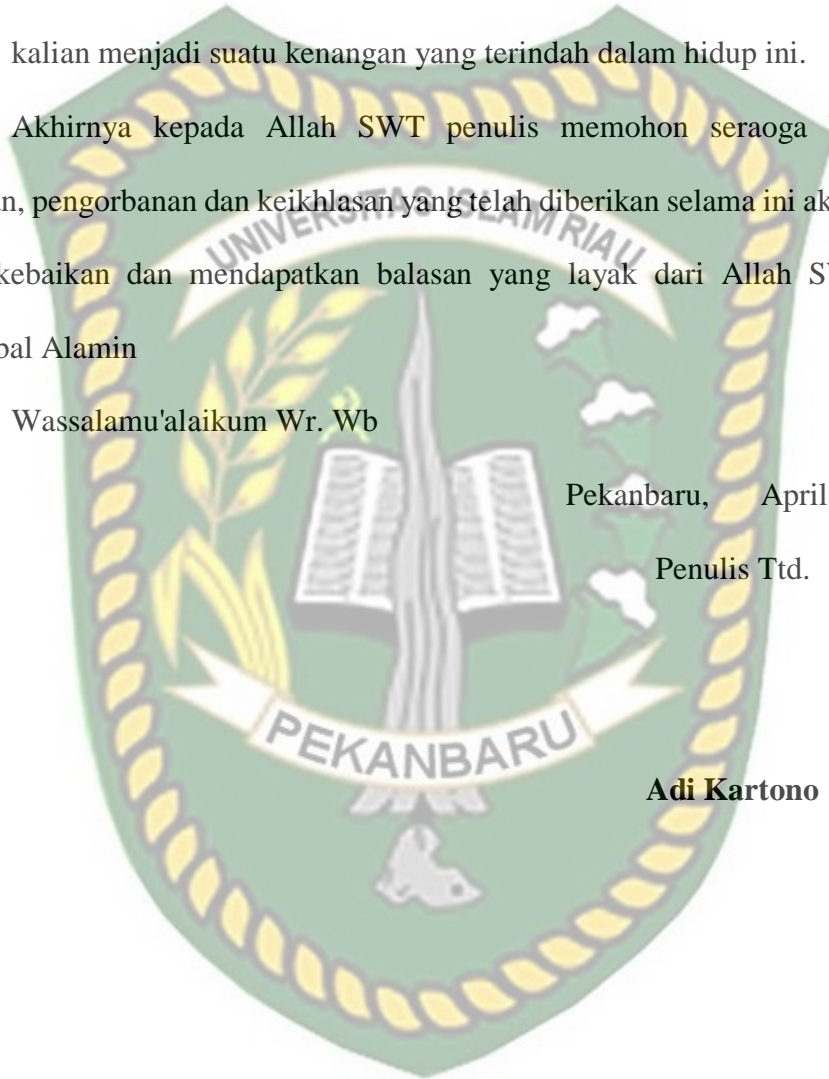 kalian menjadi suatu kenangan yang terindah dalam hidup ini.
Akhirnya kepada Allah SWT penulis memohon seraoga
n, pengorbanan dan keikhlasan yang telah diberikan selama ini ak
UNIVERSITAS ISLAM RIAU
kebaikan dan mendapatkan balasan yang layak dari Allah S
bal Alamin
Wassalamu'alaikum Wr. Wb
Pekanbaru, April
Penulis Ttd.
PEKANBARU
Adi Kartono